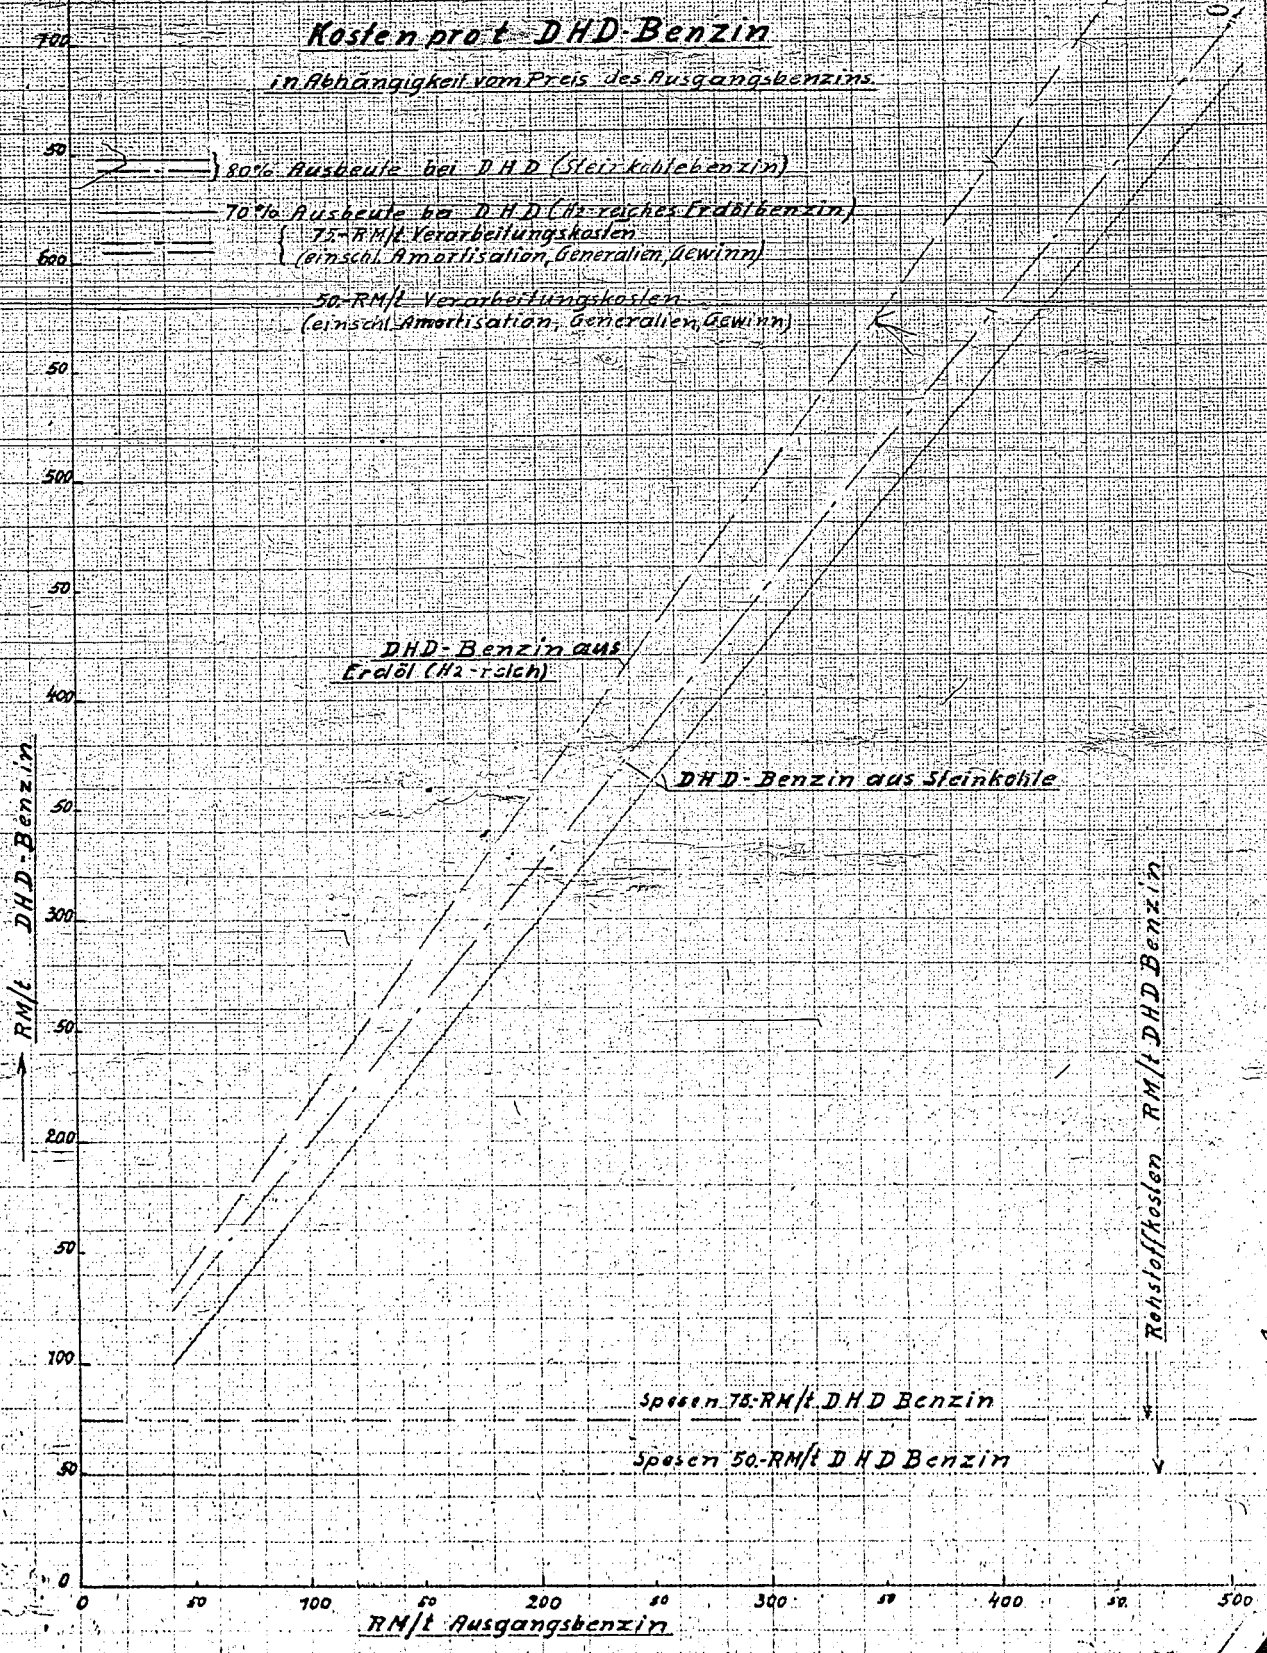 Kosten pro t DHD-Benzin
in Abhängigkeit vom Preis des Ausgangsbenzins.
80% Ausbeute bei DHD (Steinkohlebenzin)
70% Ausbeute bei DHD (H2-reiches Erdölbenzin)
75.-RM/t Verarbeitungskosten
(einschl. Amortisation, Generalien, Gewinn)
50.-RM/t Verarbeitungskosten
(einschl. Amortisation, Generalien, Gewinn)
700
50
600
50
500
50
400
50
300
50
200
50
100
50
0
RM/t DHD-Benzin
DHD-Benzin aus
Erdöl (H2-reich)
DHD-Benzin aus Steinkohle
Rohstoffkosten RM/t DHD Benzin
Spesen 75.-RM/t DHD Benzin
Spesen 50.-RM/t DHD Benzin
0 50 100 50 200 50 300 50 400 50 500
RM/t Ausgangsbenzin